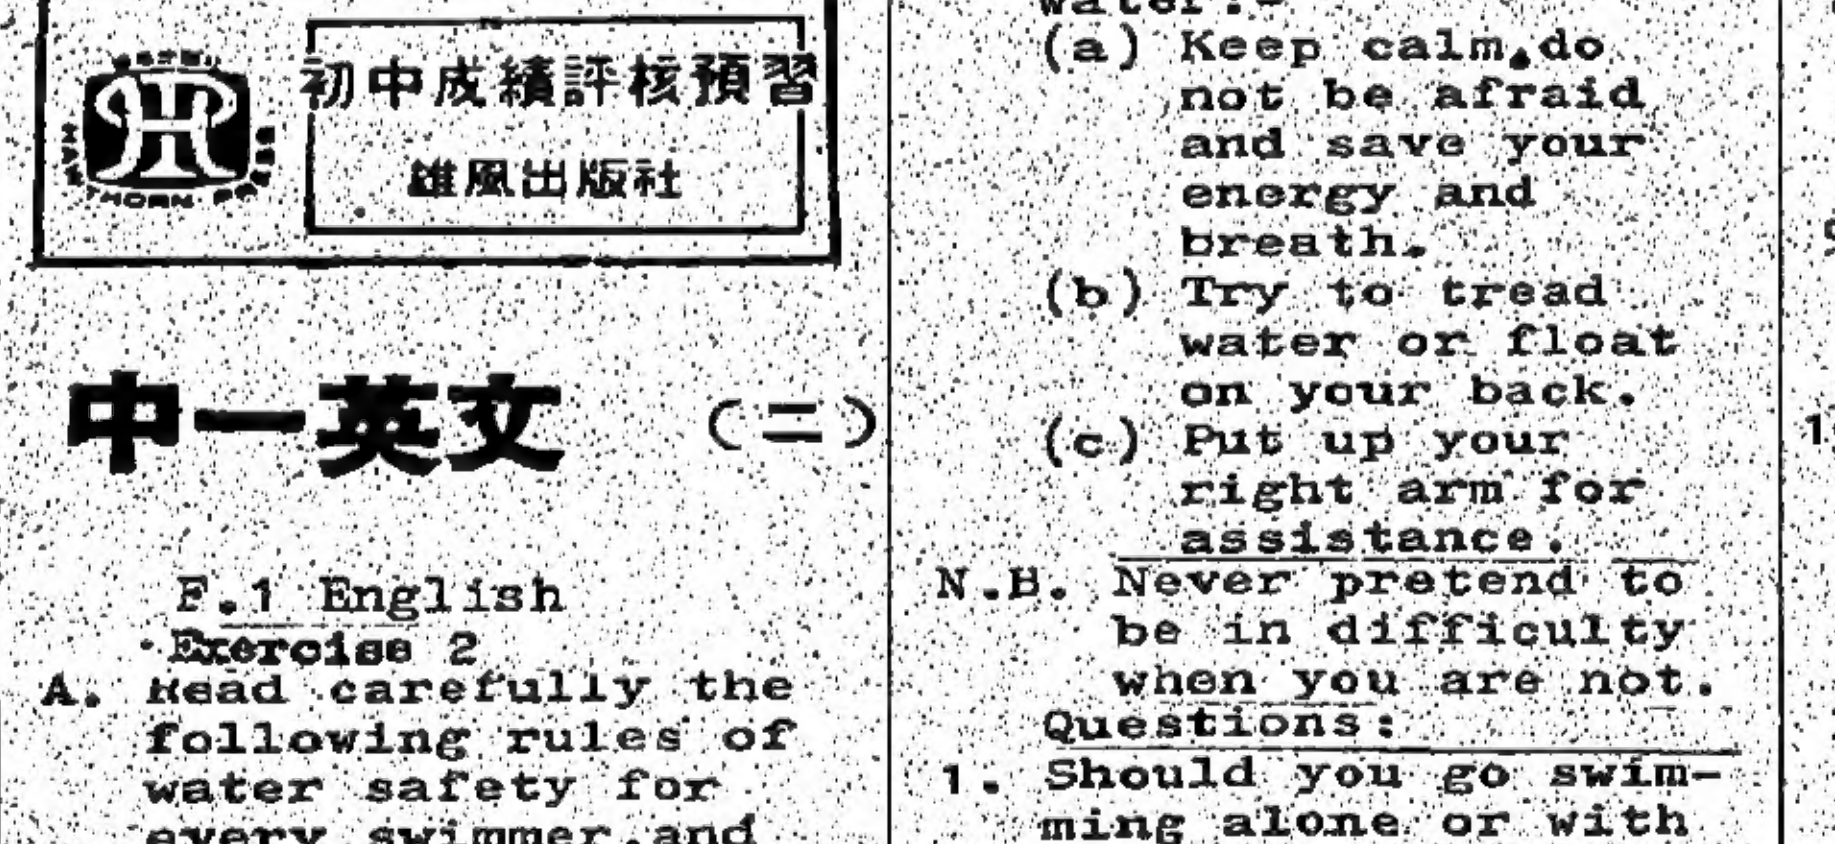 初中成績評核預習
雄風出版社
HAWTHORN PRESS
中一英文 (二)
F.1 English
Exercise 2
A. Read carefully the
following rules of
water safety for
every swimmer and
water:-
(a) Keep calm, do
not be afraid
and save your
energy and
breath.
(b) Try to tread
water or float
on your back.
(c) Put up your
right arm for
assistance.
N.B. Never pretend to
be in difficulty
when you are not.
Questions:
1. Should you go swim-
ming alone or with